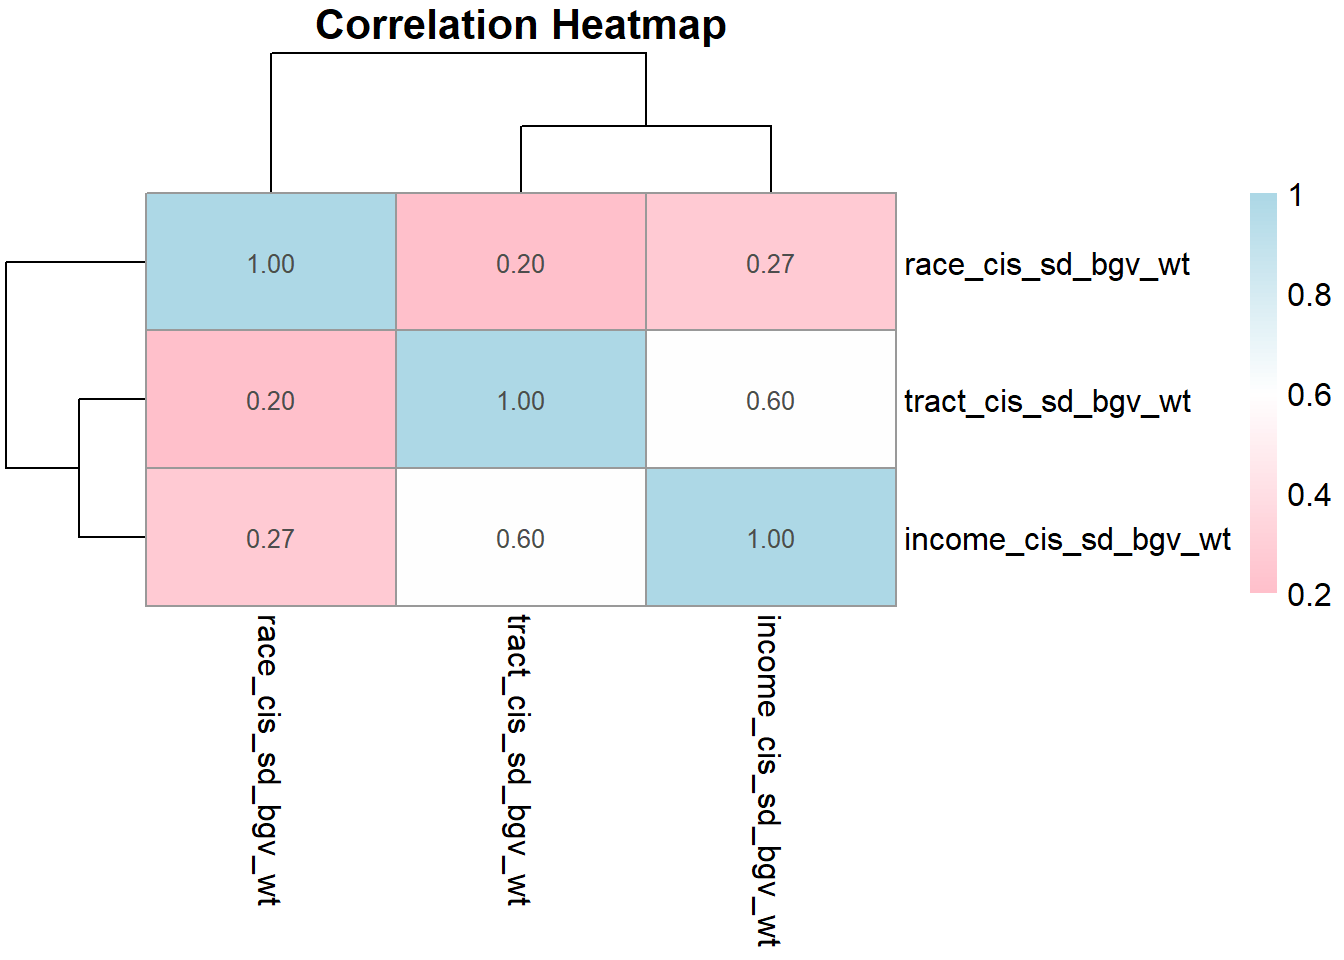 Correlation Heatmap
1.00 0.20 0.27 race_cis_sd_bgv_wt
0.20 1.00 0.60 tract_cis_sd_bgv_wt
0.27 0.60 1.00 income_cis_sd_bgv_wt
race_cis_sd_bgv_wt
tract_cis_sd_bgv_wt
income_cis_sd_bgv_wt
1
0.8
0.6
0.4
0.2